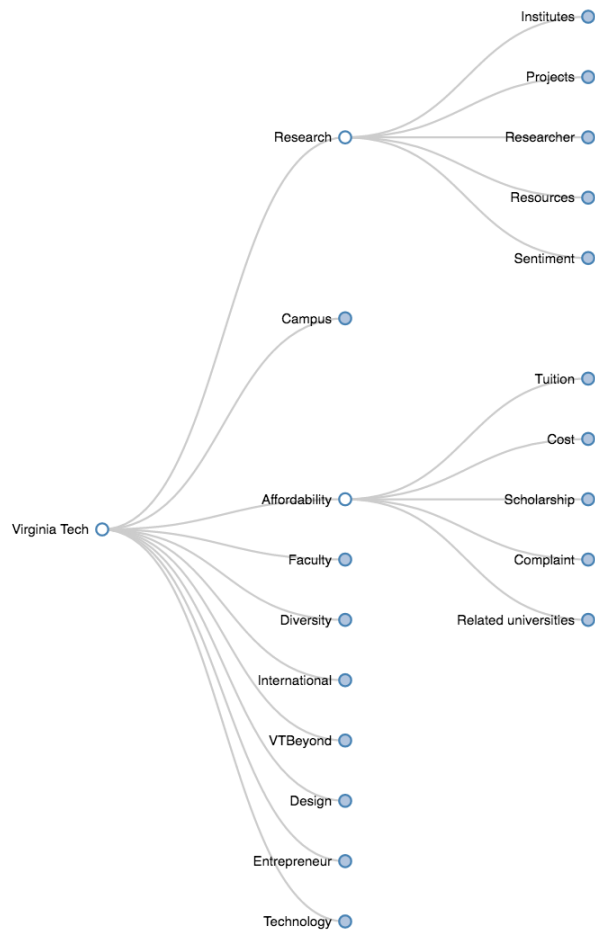 Institutes
Projects
Research
Researcher
Resources
Sentiment
Campus
Tuition
Cost
Affordability
Scholarship
Virginia Tech
Faculty
Complaint
Diversity
Related universities
International
VTBeyond
Design
Entrepreneur
Technology